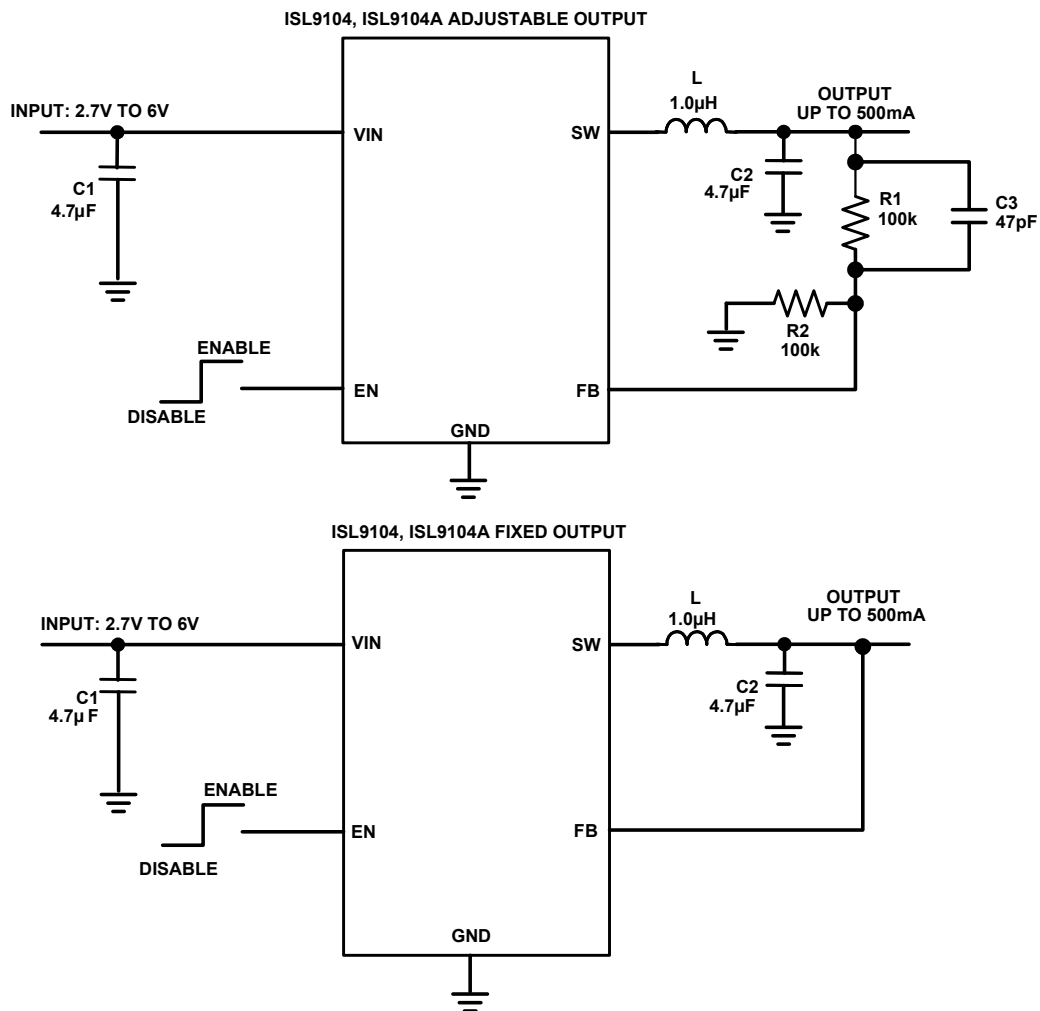 ISL9104, ISL9104A ADJUSTABLE OUTPUT
INPUT: 2.7V TO 6V
VIN
SW
L
1.0µH
OUTPUT
UP TO 500mA
C1
4.7µF
C2
4.7µF
R1
100k
C3
47pF
R2
100k
ENABLE
DISABLE
EN
FB
GND
ISL9104, ISL9104A FIXED OUTPUT
INPUT: 2.7V TO 6V
VIN
SW
L
1.0µH
OUTPUT
UP TO 500mA
C1
4.7µ F
C2
4.7µF
ENABLE
DISABLE
EN
FB
GND